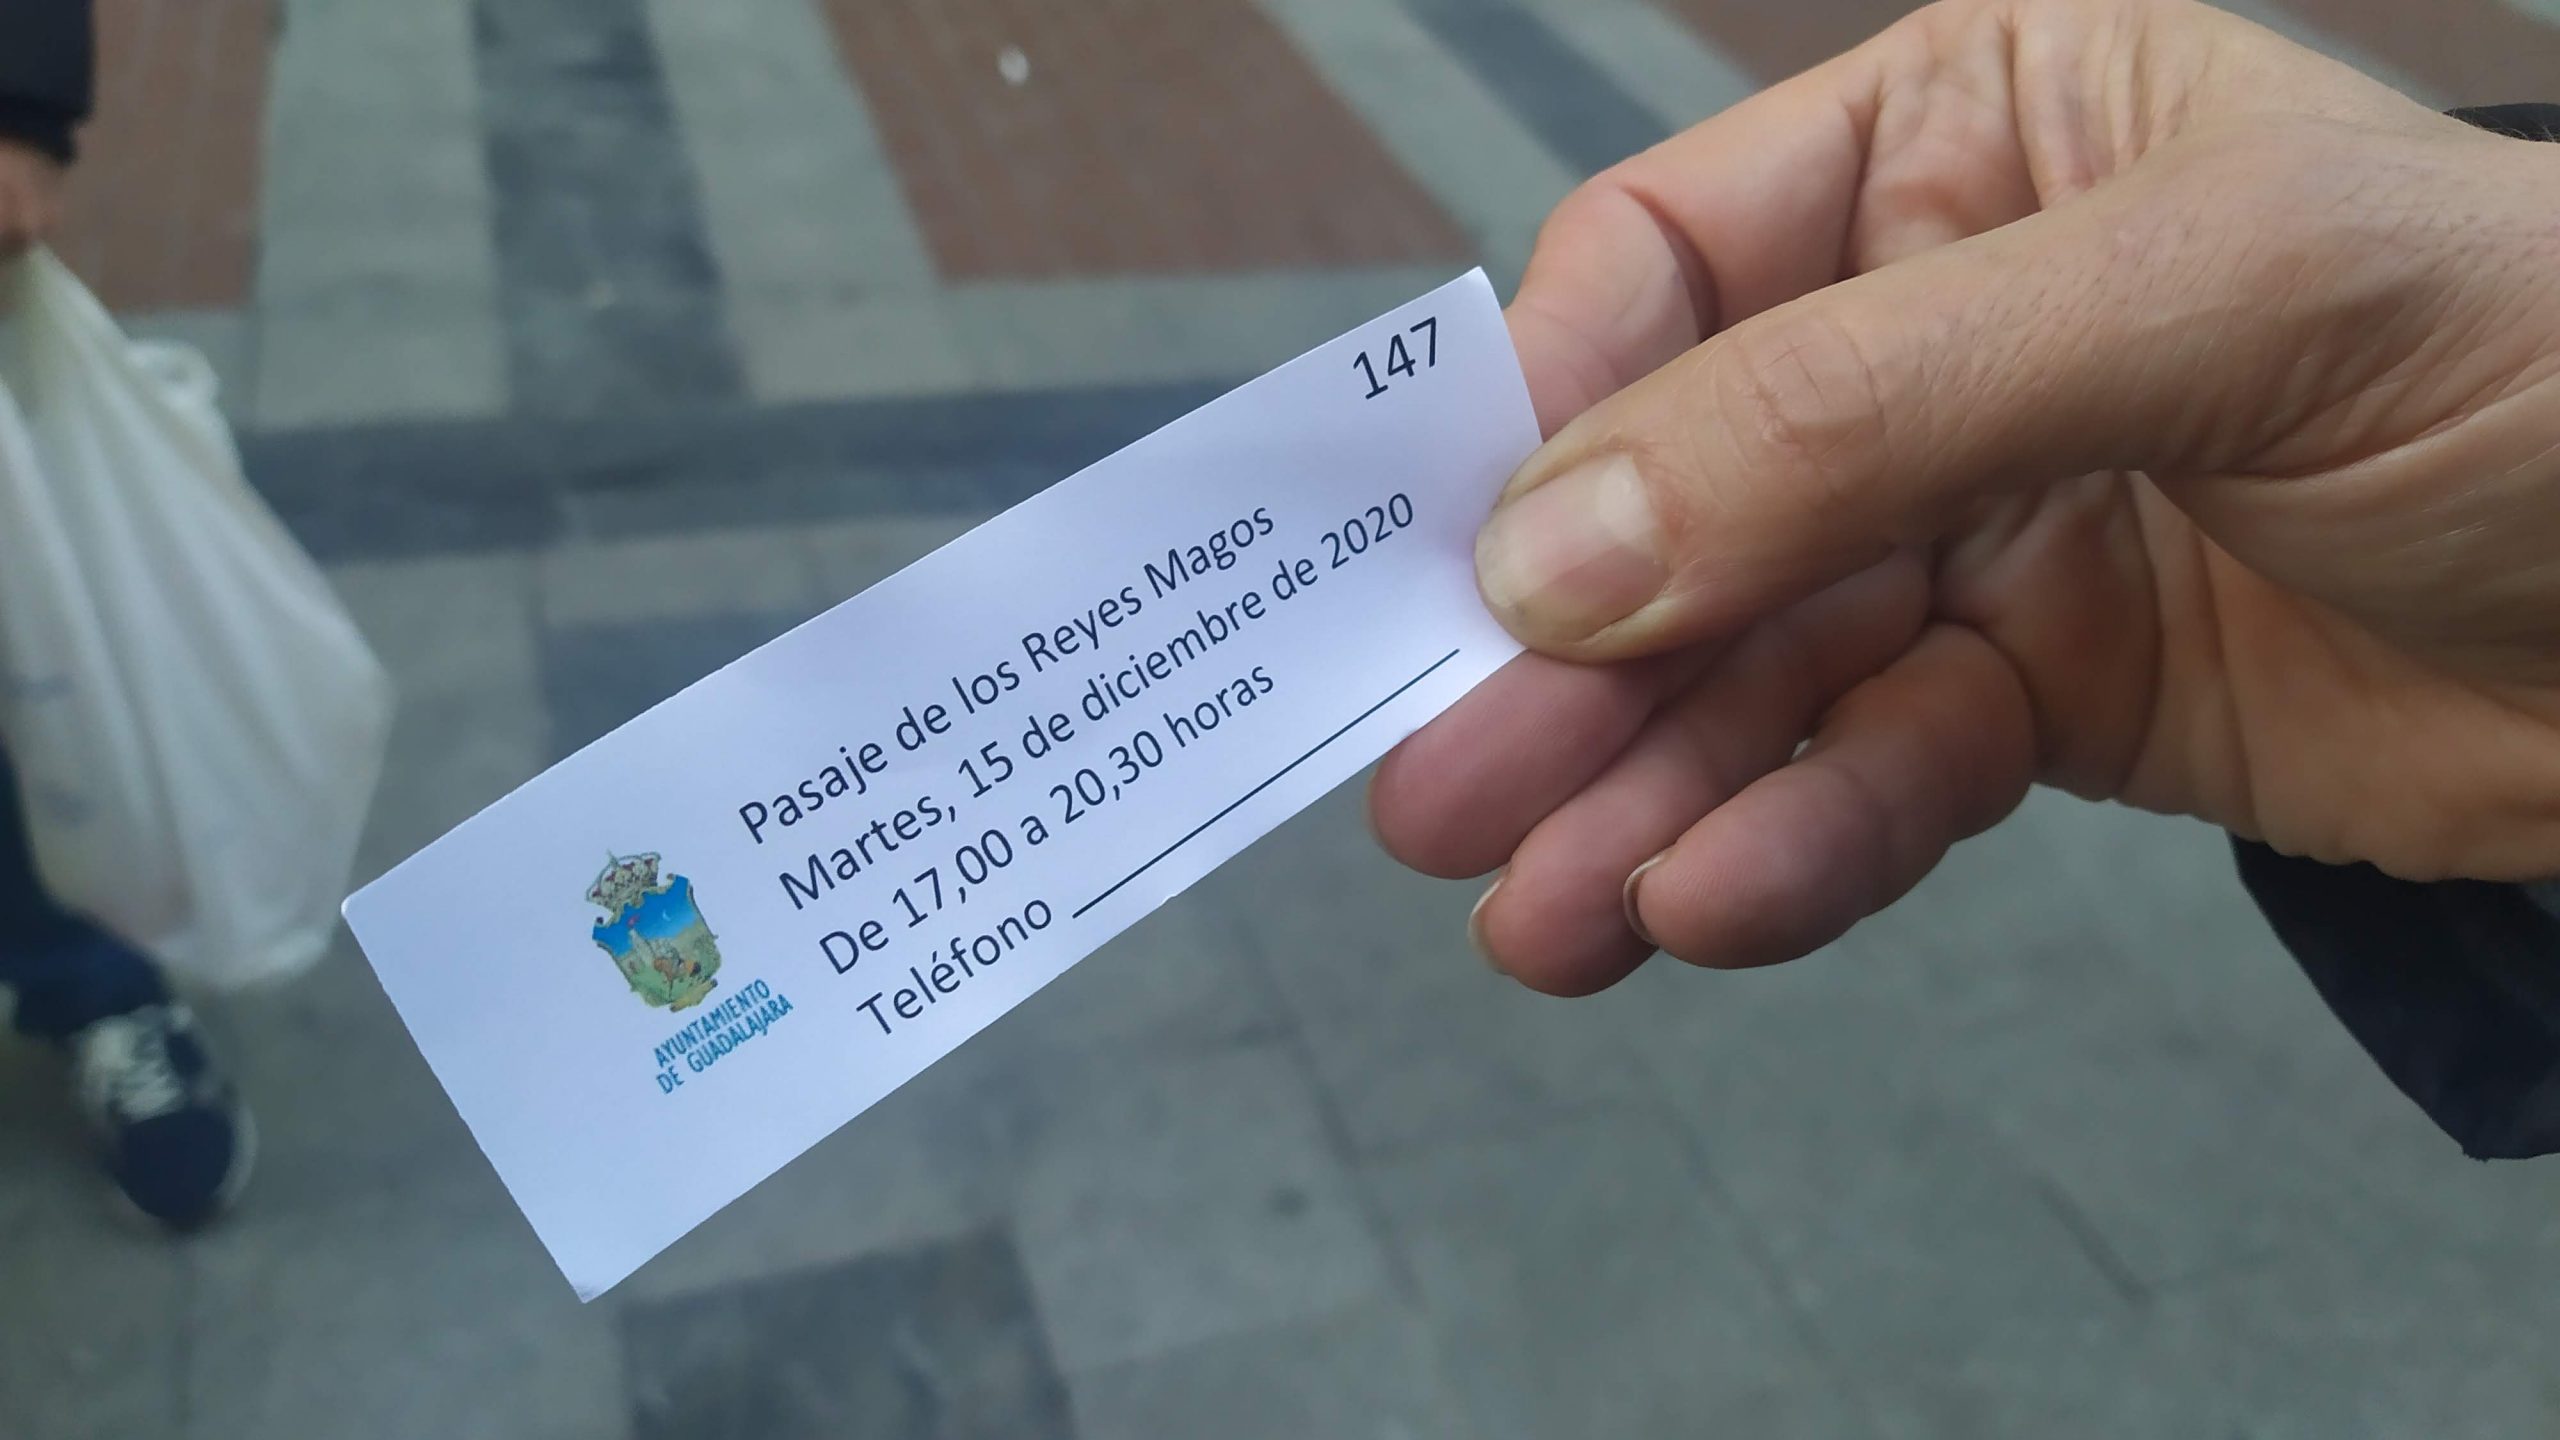 147
Pasaje de los Reyes Magos
Martes, 15 de diciembre de 2020
De 17,00 a 20,30 horas
Teléfono
AYUNTAMIENTO
DE GUADALAJARA